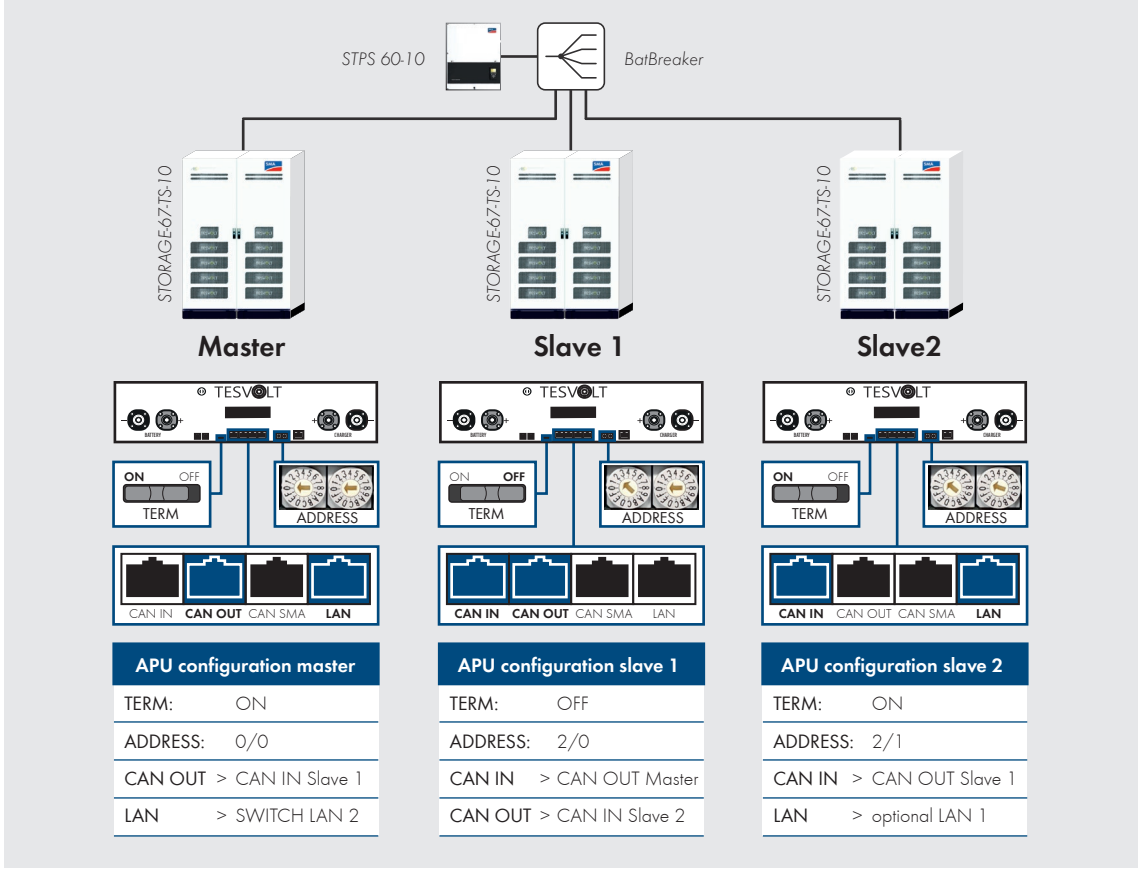 STPS 60-10
BatBreaker
STORAGE-67-TS-10
STORAGE-67-TS-10
STORAGE-67-TS-10
SMA
SMA
SMA
Master
Slave 1
Slave2
TESVOLT
BATTERY
CHARGER
TESVOLT
BATTERY
CHARGER
TESVOLT
BATTERY
CHARGER
ON OFF
TERM
ADDRESS
ON OFF
TERM
ADDRESS
ON OFF
TERM
ADDRESS
CAN IN CAN OUT CAN SMA LAN
CAN IN CAN OUT CAN SMA LAN
CAN IN CAN OUT CAN SMA LAN
APU configuration master
TERM: ON
ADDRESS: 0/0
CAN OUT > CAN IN Slave 1
LAN > SWITCH LAN 2
APU configuration slave 1
TERM: OFF
ADDRESS: 2/0
CAN IN > CAN OUT Master
CAN OUT > CAN IN Slave 2
APU configuration slave 2
TERM: ON
ADDRESS: 2/1
CAN IN > CAN OUT Slave 1
LAN > optional LAN 1